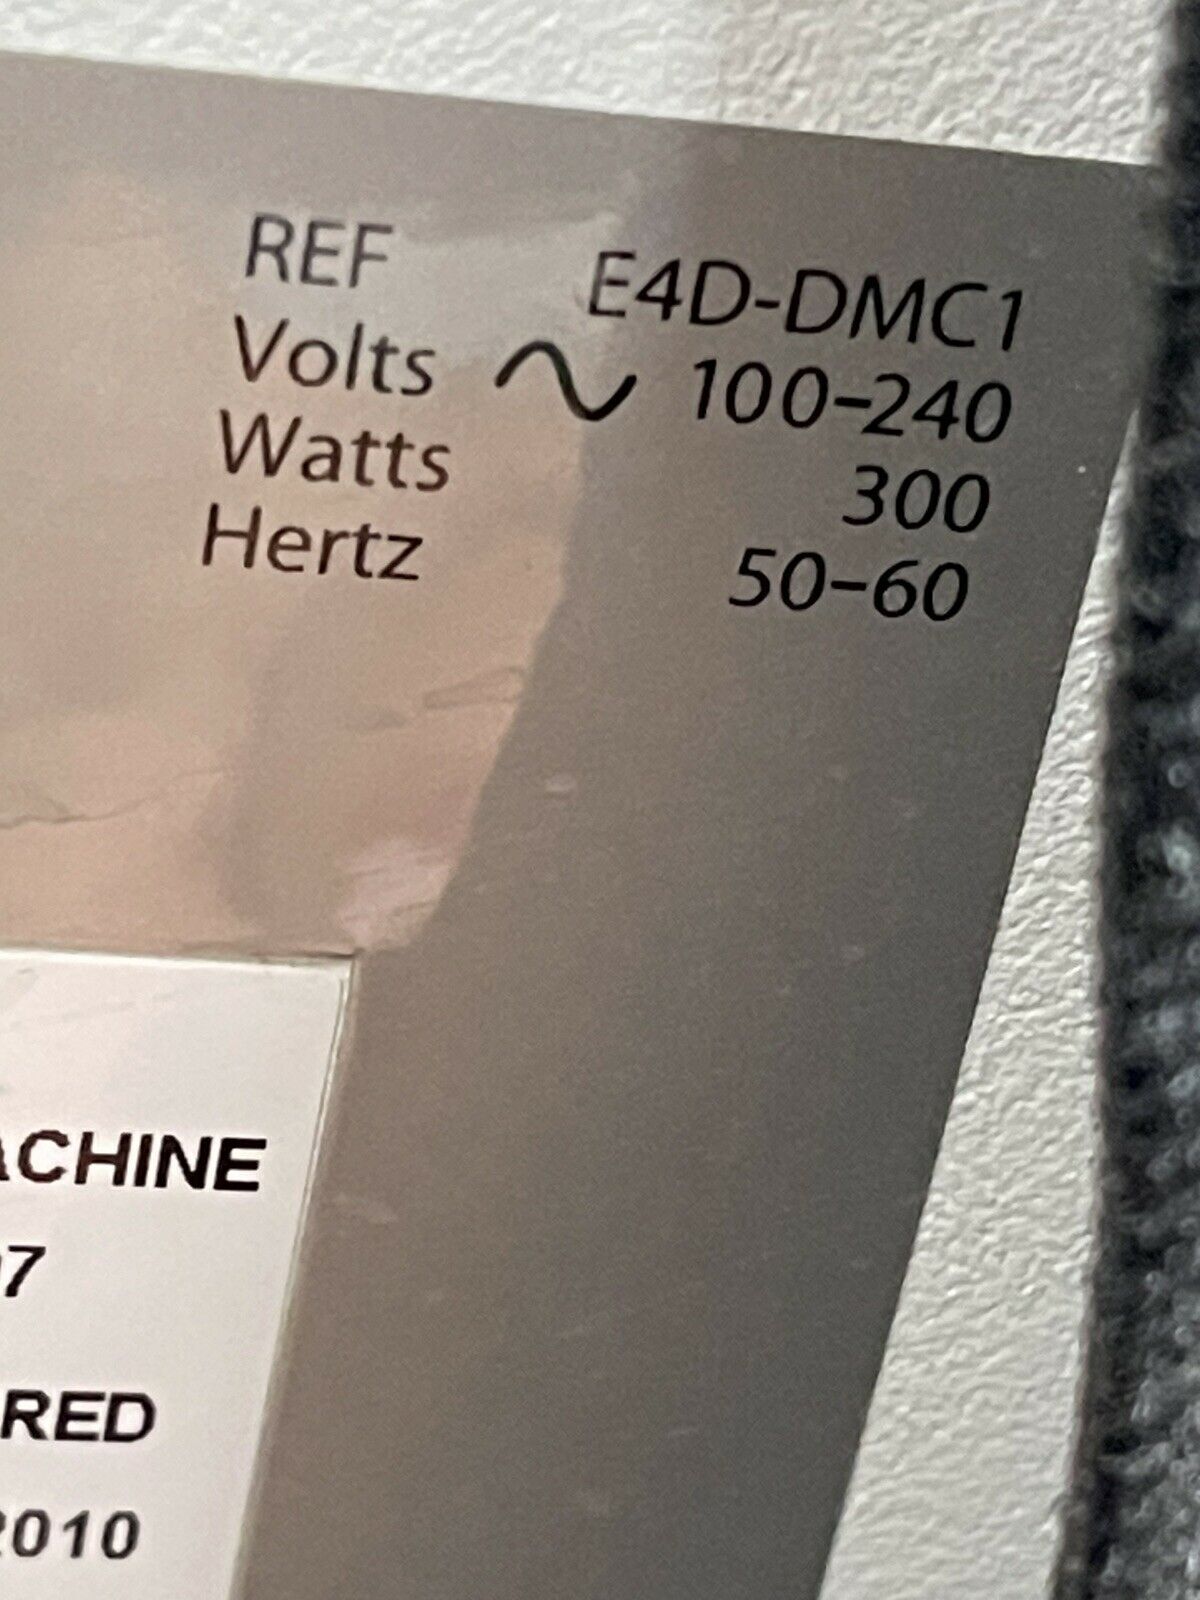 REF E4D-DMC1
Volts ∿ 100–240
Watts 300
Hertz 50–60
ACHINE
7
RED
2010